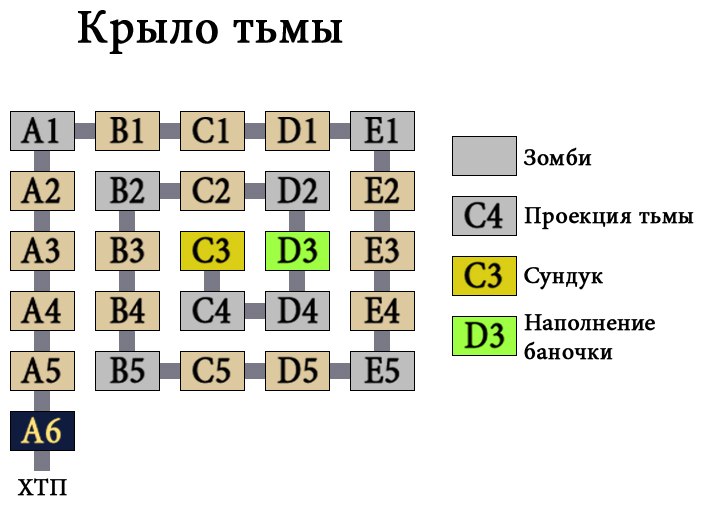 Крыло тьмы
A1 B1 C1 D1 E1
A2 B2 C2 D2 E2
A3 B3 C3 D3 E3
A4 B4 C4 D4 E4
A5 B5 C5 D5 E5
A6
ХТП
Зомби
C4 Проекция тьмы
C3 Сундук
D3 Наполнение
баночки